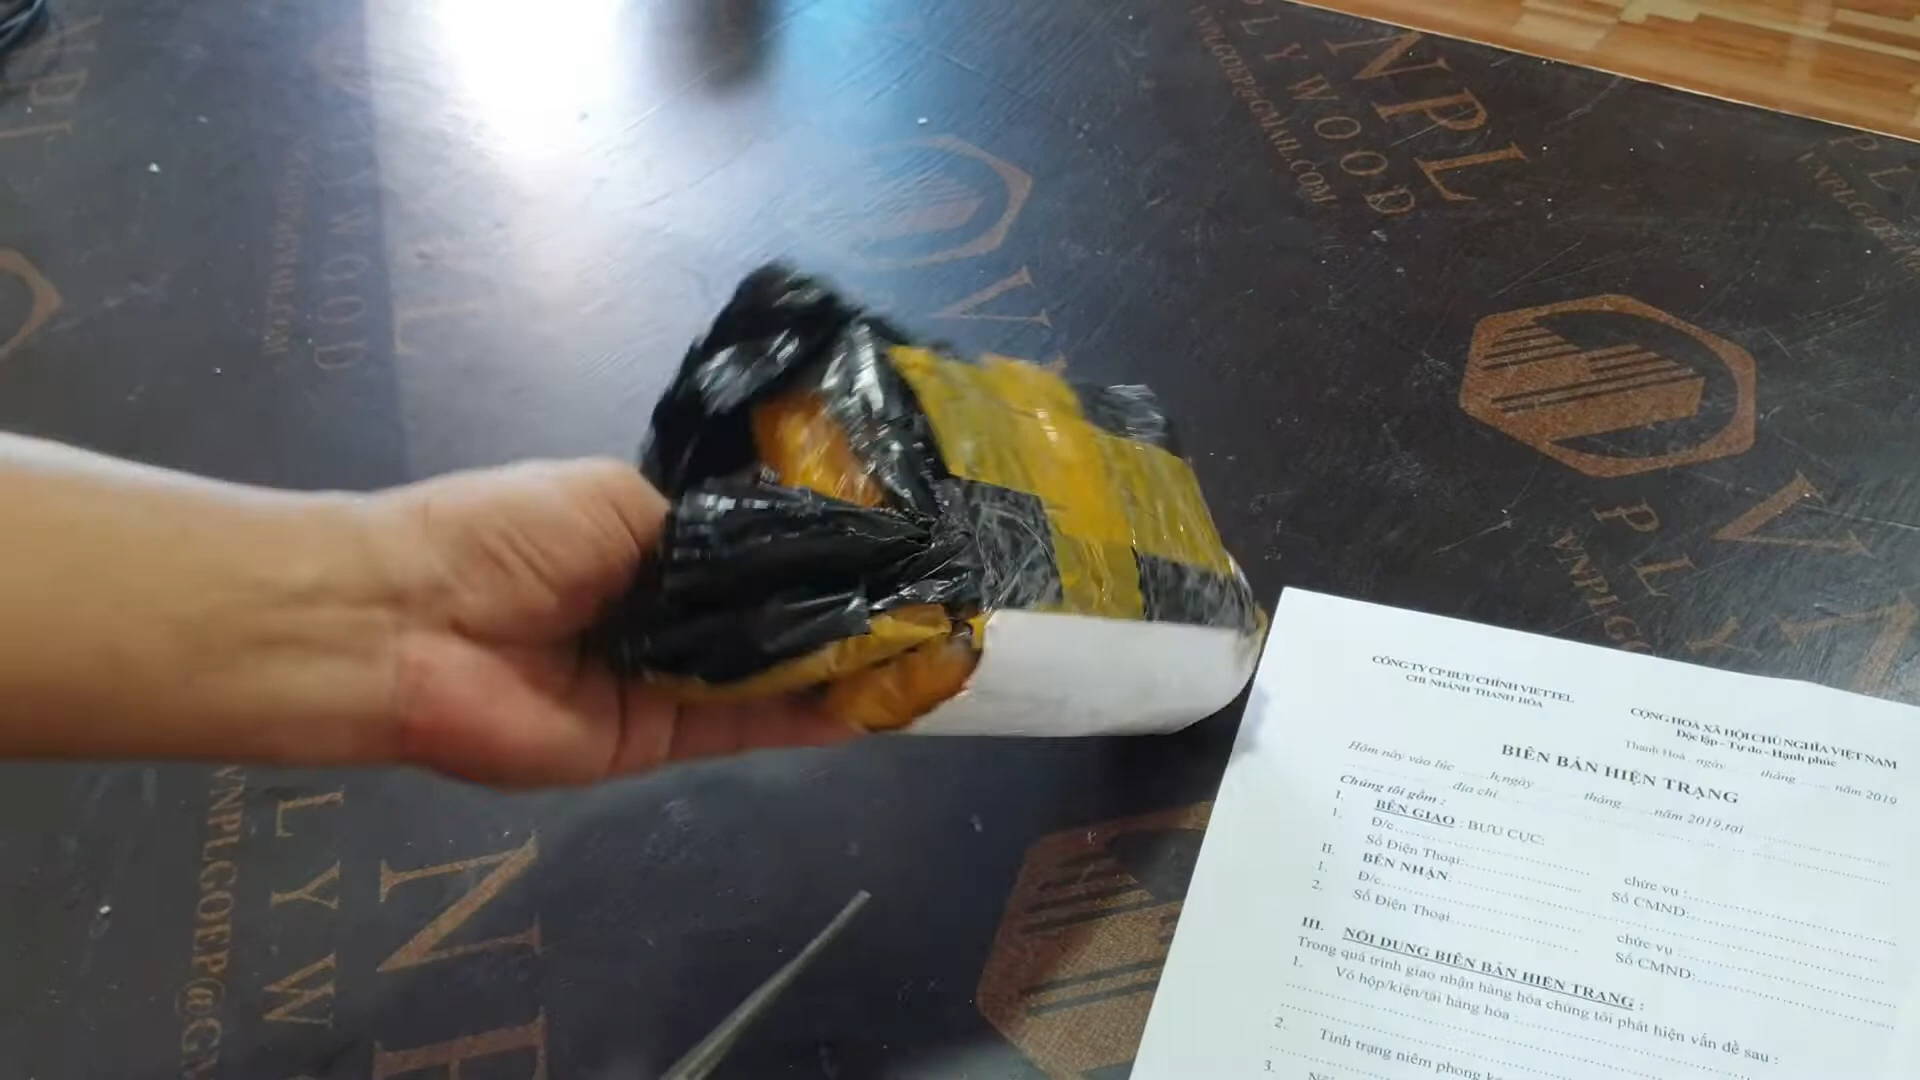 NPL
PLYWOOD
VNPLGOEP@GMAIL.COM
CÔNG TY CP BƯU CHÍNH VIETTEL
CHI NHÁNH THANH HÓA
CỘNG HOÀ XÃ HỘI CHỦ NGHĨA VIỆT NAM
Độc lập - Tự do - Hạnh phúc
Thanh Hoá , ngày ...... tháng ...... năm 2019
BIÊN BẢN HIỆN TRẠNG
Hôm này vào lúc .......h,ngày .......... tháng ........năm 2019,tại ....................
.................... địa chỉ ....................
Chúng tôi gồm :
I. BÊN GIAO : BƯU CỤC:
1. Đ/c.................... chức vụ :....................
Số Điện Thoại:.................... Số CMND:....................
II. BÊN NHẬN: ....................
1. Đ/c.................... chức vụ :....................
2. Số Điện Thoại.................... Số CMND:....................
III. NỘI DUNG BIÊN BẢN HIỆN TRẠNG :
Trong quá trình giao nhận hàng hóa chúng tôi phát hiện vấn đề sau :
1. Vỏ hộp/kiện/tải hàng hóa ....................
2. Tình trạng niêm phong
3.